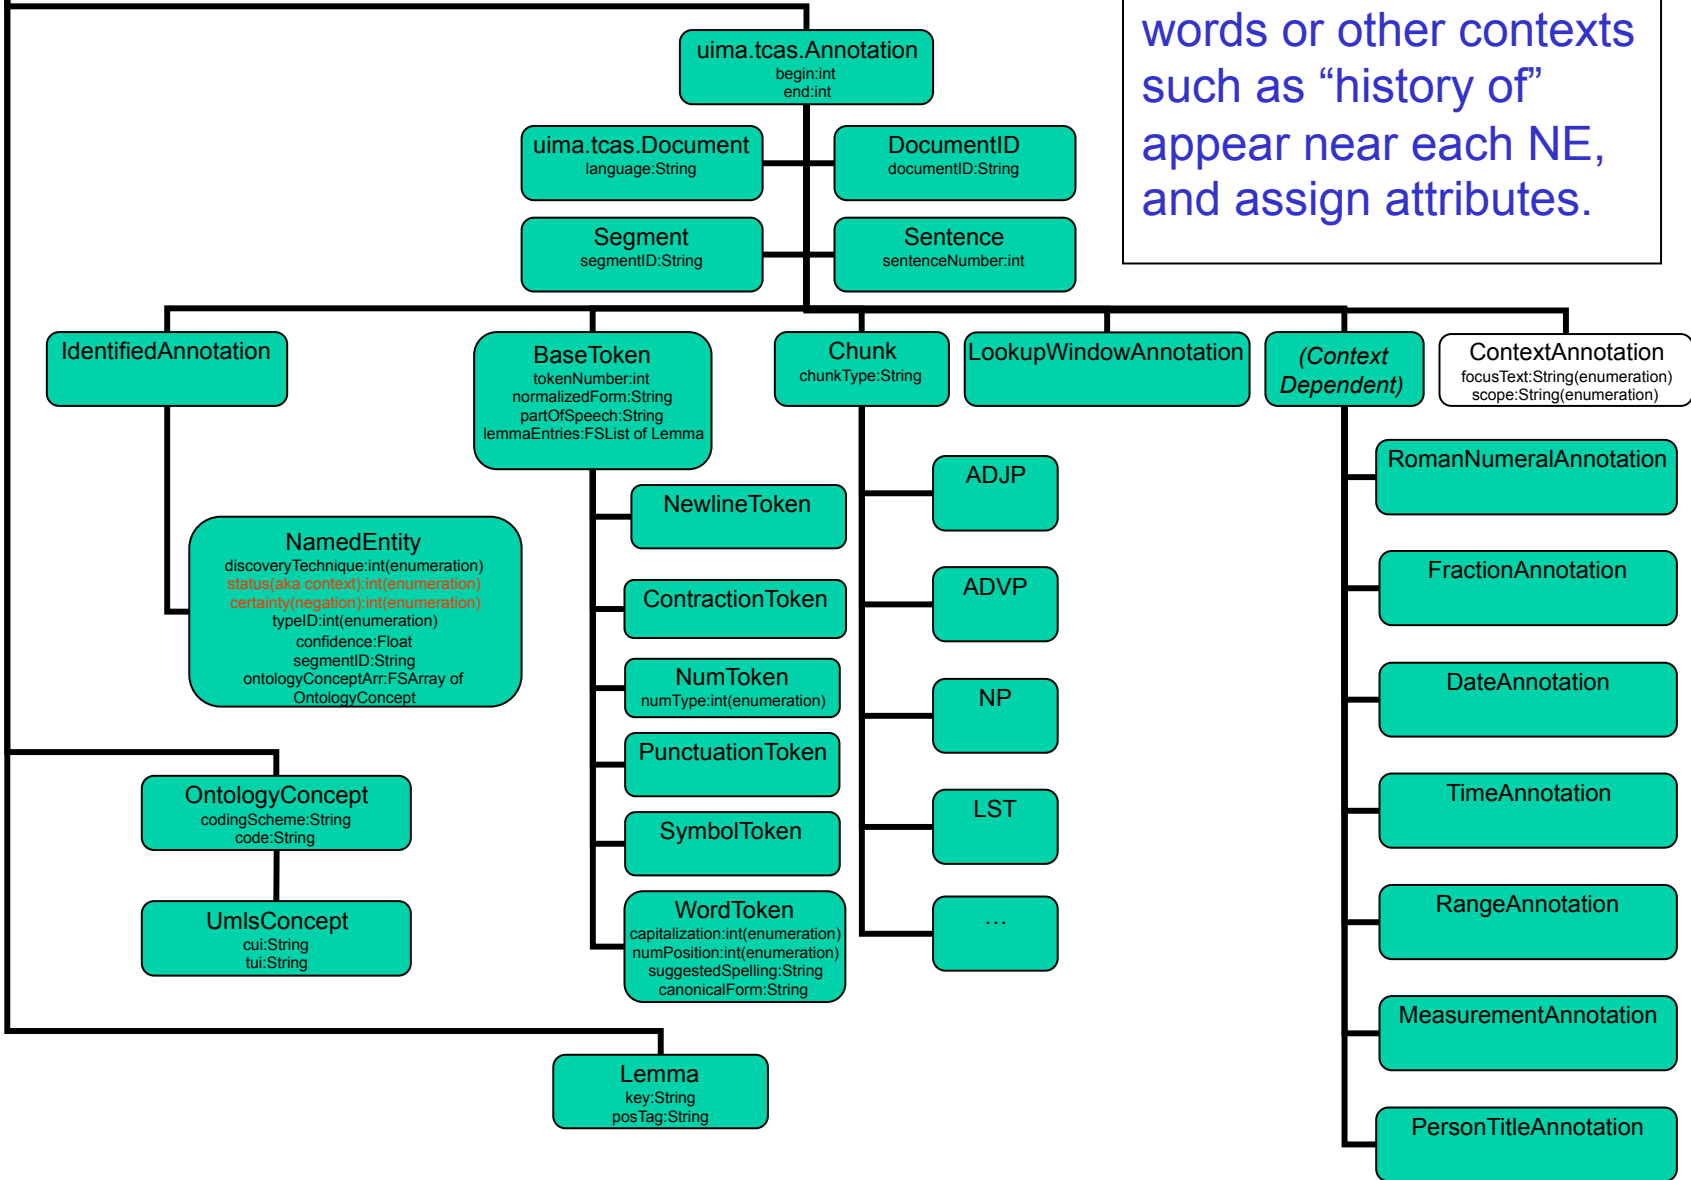 words or other contexts
such as “history of”
appear near each NE,
and assign attributes.
uima.tcas.Annotation
begin:int
end:int
uima.tcas.Document
language:String
DocumentID
documentID:String
Segment
segmentID:String
Sentence
sentenceNumber:int
IdentifiedAnnotation
BaseToken
tokenNumber:int
normalizedForm:String
partOfSpeech:String
lemmaEntries:FSList of Lemma
Chunk
chunkType:String
LookupWindowAnnotation
(Context
Dependent)
ContextAnnotation
focusText:String(enumeration)
scope:String(enumeration)
NamedEntity
discoveryTechnique:int(enumeration)
status(aka context):int(enumeration)
certainty(negation):int(enumeration)
typeID:int(enumeration)
confidence:Float
segmentID:String
ontologyConceptArr:FSArray of
OntologyConcept
NewlineToken
ContractionToken
NumToken
numType:int(enumeration)
PunctuationToken
SymbolToken
WordToken
capitalization:int(enumeration)
numPosition:int(enumeration)
suggestedSpelling:String
canonicalForm:String
ADJP
ADVP
NP
LST
…
RomanNumeralAnnotation
FractionAnnotation
DateAnnotation
TimeAnnotation
RangeAnnotation
MeasurementAnnotation
PersonTitleAnnotation
OntologyConcept
codingScheme:String
code:String
UmlsConcept
cui:String
tui:String
Lemma
key:String
posTag:String